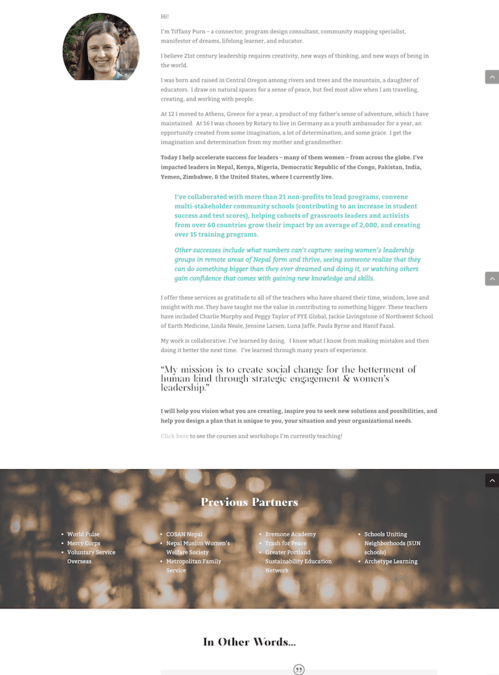 Hi!
I'm Tiffany Purn – a connector, program design consultant, community mapping specialist,
manifestor of dreams, lifelong learner, and educator.
I believe 21st century leadership requires creativity, new ways of thinking, and new ways of being in
the world.
I was born and raised in Central Oregon among rivers and trees and the mountain, a daughter of
educators. I draw on natural spaces for a sense of peace, but feel most alive when I am traveling,
creating, and working with people.
At 12 I moved to Athens, Greece for a year, a product of my father's sense of adventure, which I have
maintained. At 16 I was chosen by Rotary to live in Germany as a youth ambassador for a year, an
opportunity created from some imagination, a lot of determination, and some grace. I get the
imagination and determination from my mother and grandmother.
Today I help accelerate success for leaders – many of them women – from across the globe. I've
impacted leaders in Nepal, Kenya, Nigeria, Democratic Republic of the Congo, Pakistan, India,
Yemen, Zimbabwe, & the United States, where I currently live.
I've collaborated with more than 21 non-profits to lead programs, convene
multi-stakeholder community schools (contributing to an increase in student
success and test scores), helping cohorts of grassroots leaders and activists
from over 60 countries grow their impact by an average of 2,000, and creating
over 15 training programs.
Other successes include what numbers can't capture: seeing women's leadership
groups in remote areas of Nepal form and thrive, seeing someone realize that they
can do something bigger than they ever dreamed and doing it, or watching others
gain confidence that comes with gaining new knowledge and skills.
I offer these services as gratitude to all of the teachers who have shared their time, wisdom, love and
insight with me. They have taught me the value in contributing to something bigger. These teachers
have included Charlie Murphy and Peggy Taylor of PYE Global, Jackie Livingstone of Northwest School
of Earth Medicine, Linda Neale, Jensine Larsen, Luna Jaffe, Paula Byrne and Hanif Fazal.
My work is collaborative. I've learned by doing. I know what I know from making mistakes and then
doing it better the next time. I've learned through many years of experience.
“My mission is to create social change for the betterment of
human kind through strategic engagement & women's
leadership.”
I will help you vision what you are creating, inspire you to seek new solutions and possibilities, and
help you design a plan that is unique to you, your situation and your organizational needs.
Click here to see the courses and workshops I'm currently teaching!
Previous Partners
World Pulse
Mercy Corps
Voluntary Service
Overseas
COSAN Nepal
Nepal Muslim Women's
Welfare Society
Metropolitan Family
Service
Evensong Academy
Trash for Peace
Greater Portland
Sustainability Education
Network
Schools Uniting
Neighborhoods (SUN
schools)
Archetype Learning
In Other Words...